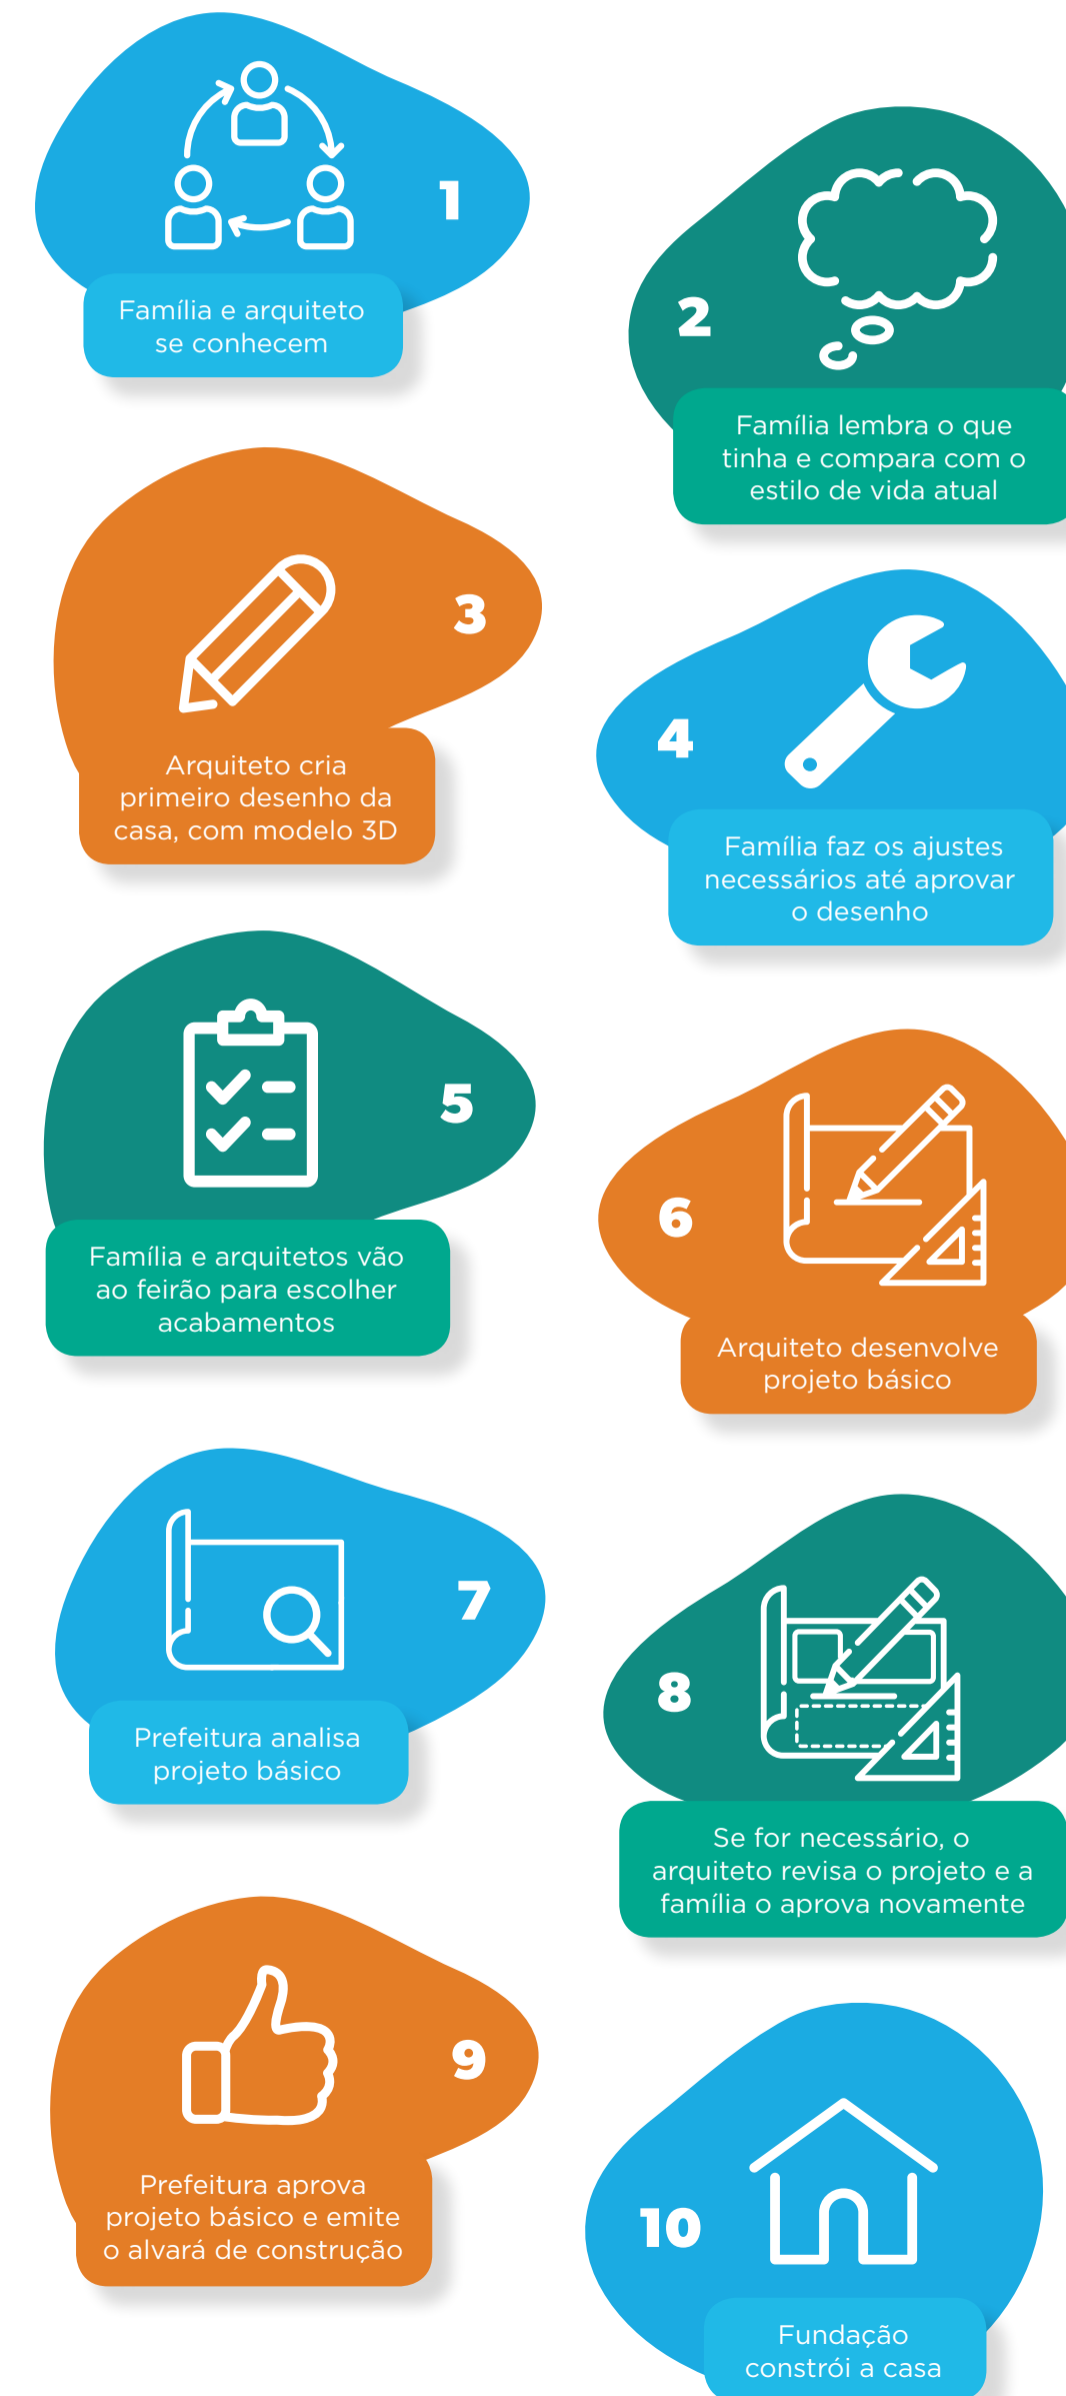 1
Família e arquiteto
se conhecem
2
Família lembra o que
tinha e compara com o
estilo de vida atual
3
Arquiteto cria
primeiro desenho da
casa, com modelo 3D
4
Família faz os ajustes
necessários até aprovar
o desenho
5
Família e arquitetos vão
ao feirão para escolher
acabamentos
6
Arquiteto desenvolve
projeto básico
7
Prefeitura analisa
projeto básico
8
Se for necessário, o
arquiteto revisa o projeto e a
família o aprova novamente
9
Prefeitura aprova
projeto básico e emite
o alvará de construção
10
Fundação
constrói a casa